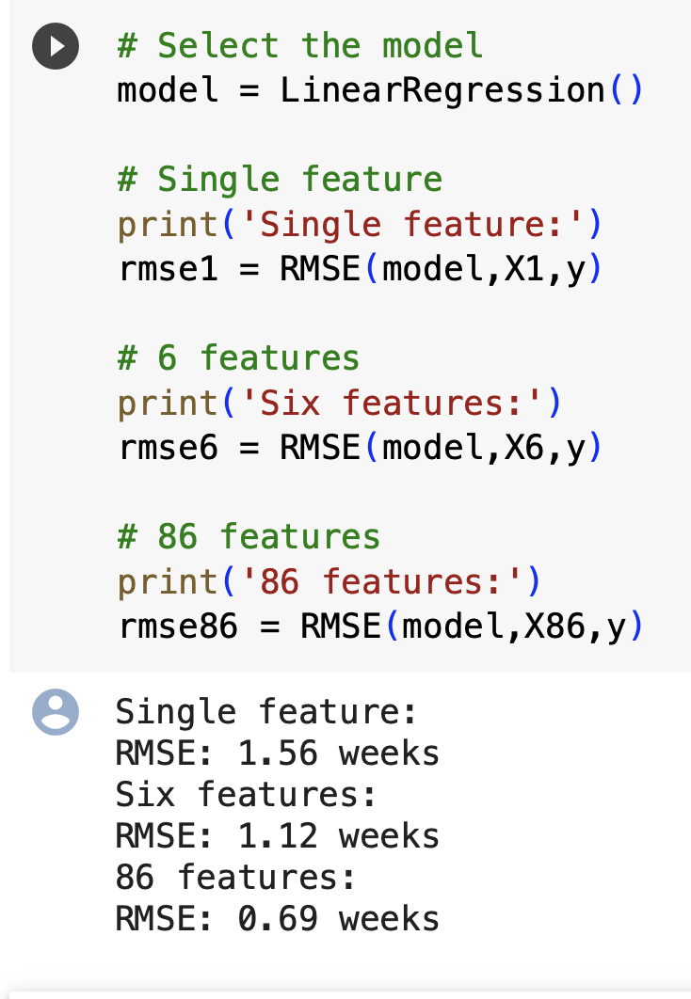 # Select the model
model = LinearRegression()
# Single feature
print('Single feature:')
rmse1 = RMSE(model,X1,y)
# 6 features
print('Six features:')
rmse6 = RMSE(model,X6,y)
# 86 features
print('86 features:')
rmse86 = RMSE(model,X86,y)
Single feature:
RMSE: 1.56 weeks
Six features:
RMSE: 1.12 weeks
86 features:
RMSE: 0.69 weeks